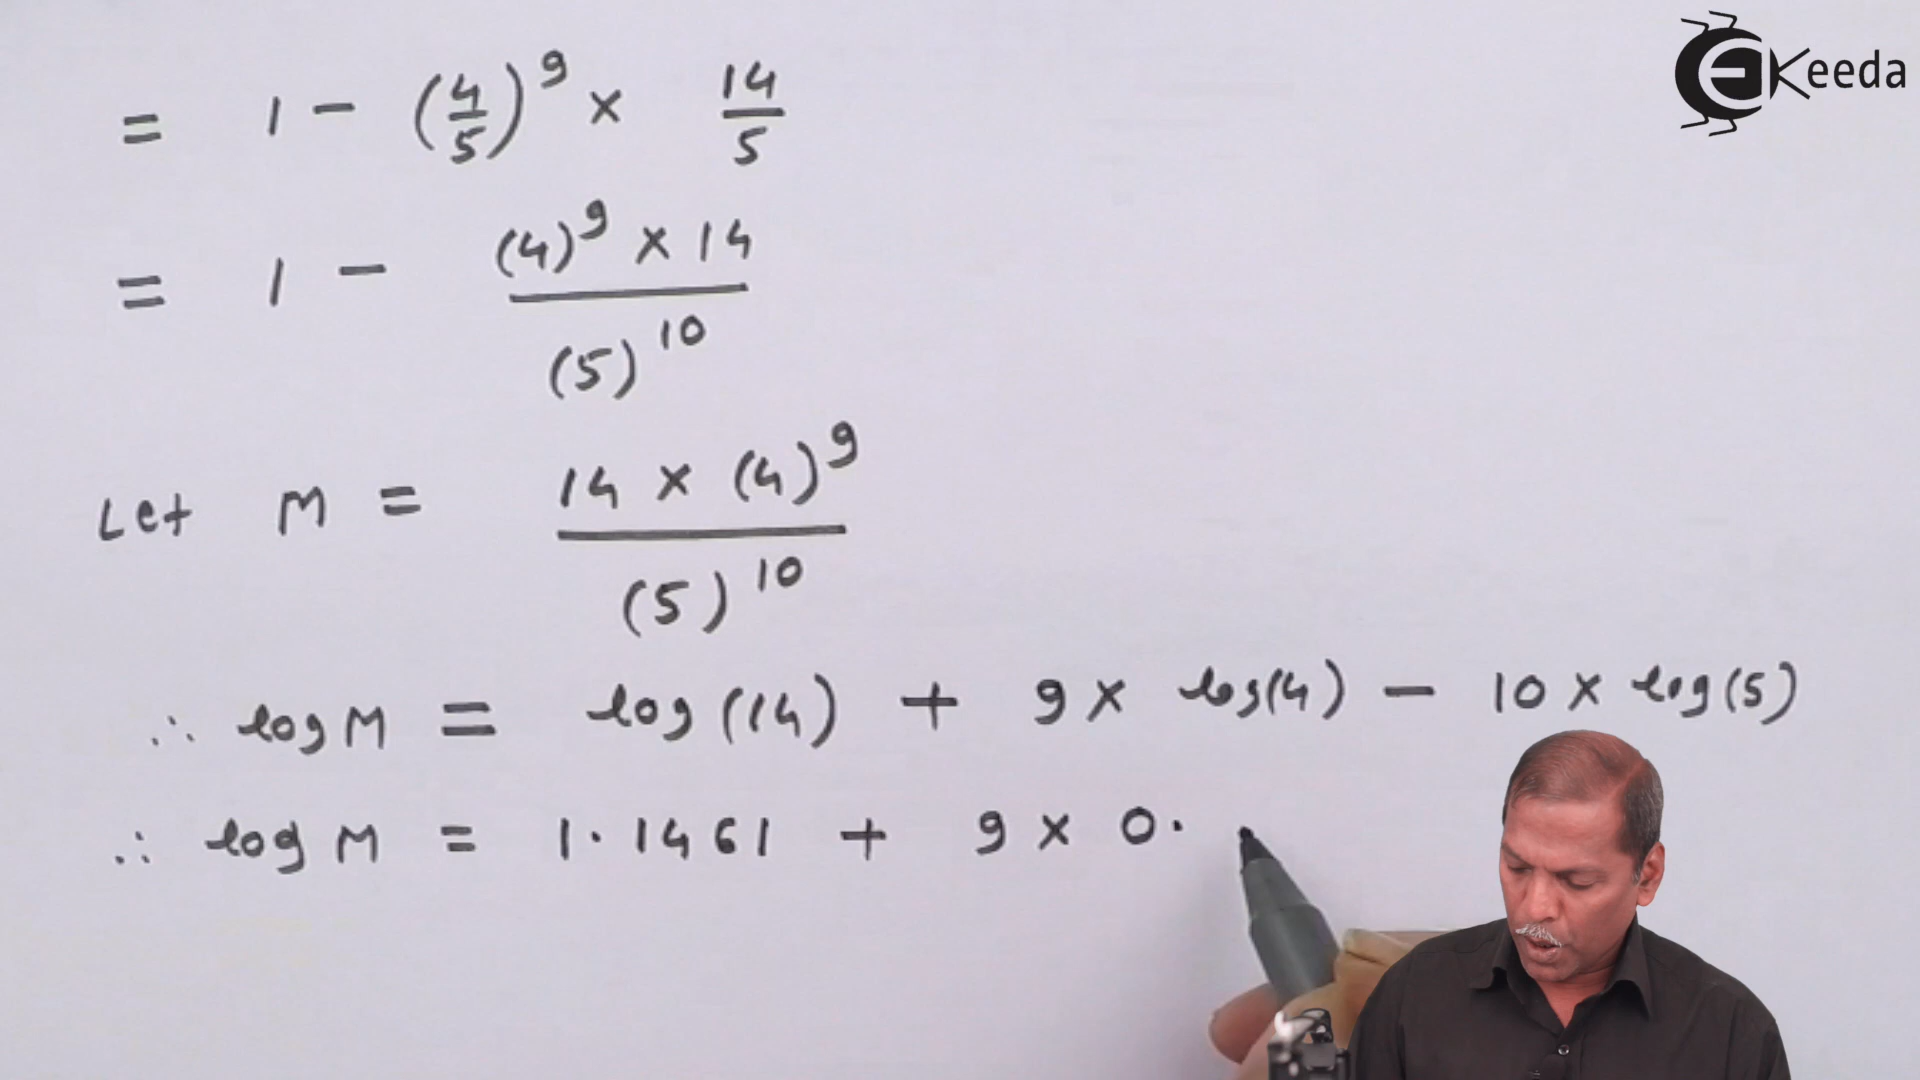 EKeeda
= 1 - (4/5)^9 × 14/5
= 1 - (4)^9 × 14 / (5)^10
Let M = 14 × (4)^9 / (5)^10
∴ log M = log(14) + 9 × log(4) - 10 × log(5)
∴ log M = 1.1461 + 9 × 0.